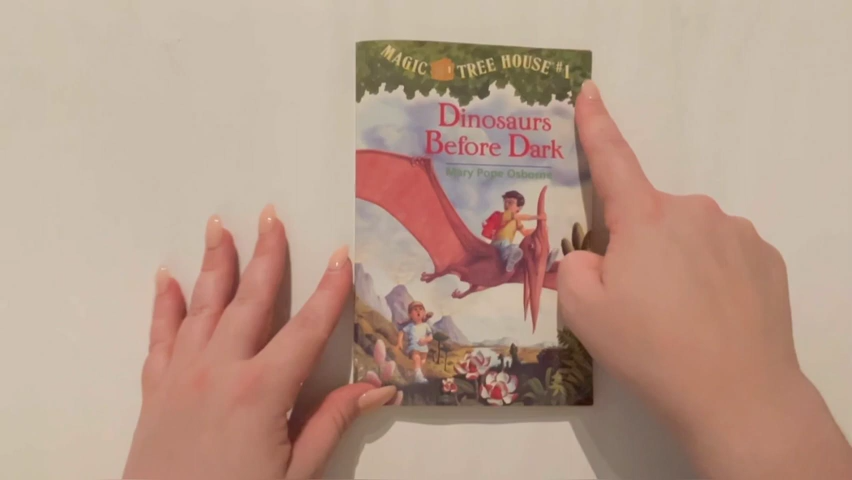 MAGIC TREE HOUSE #1
Dinosaurs
Before Dark
Mary Pope Osborne